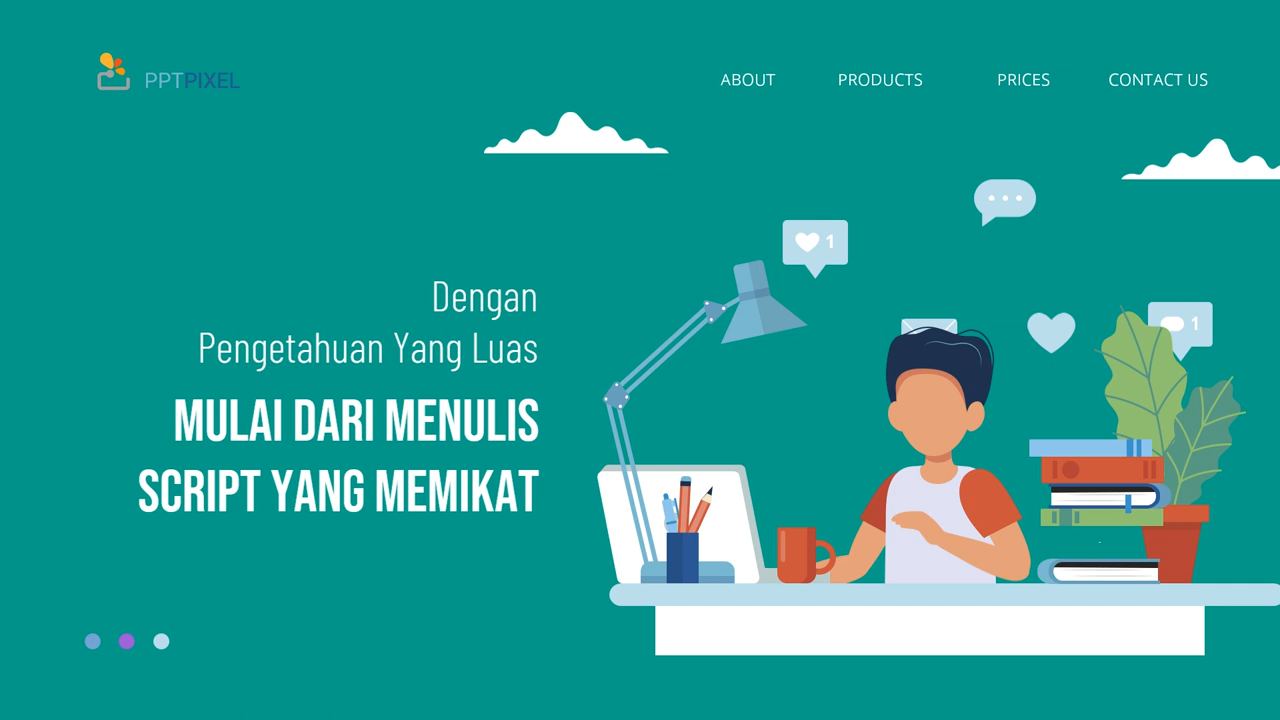 PPTPIXEL
ABOUT PRODUCTS PRICES CONTACT US
1
1
Dengan
Pengetahuan Yang Luas
MULAI DARI MENULIS
SCRIPT YANG MEMIKAT